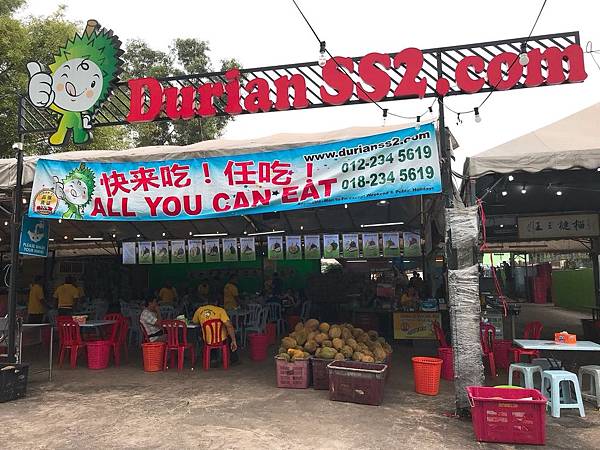 DurianSS2.com
www.durianss2.com
快来吃！任吃！
012-234 5619
018-234 5619
ALL YOU CAN EAT